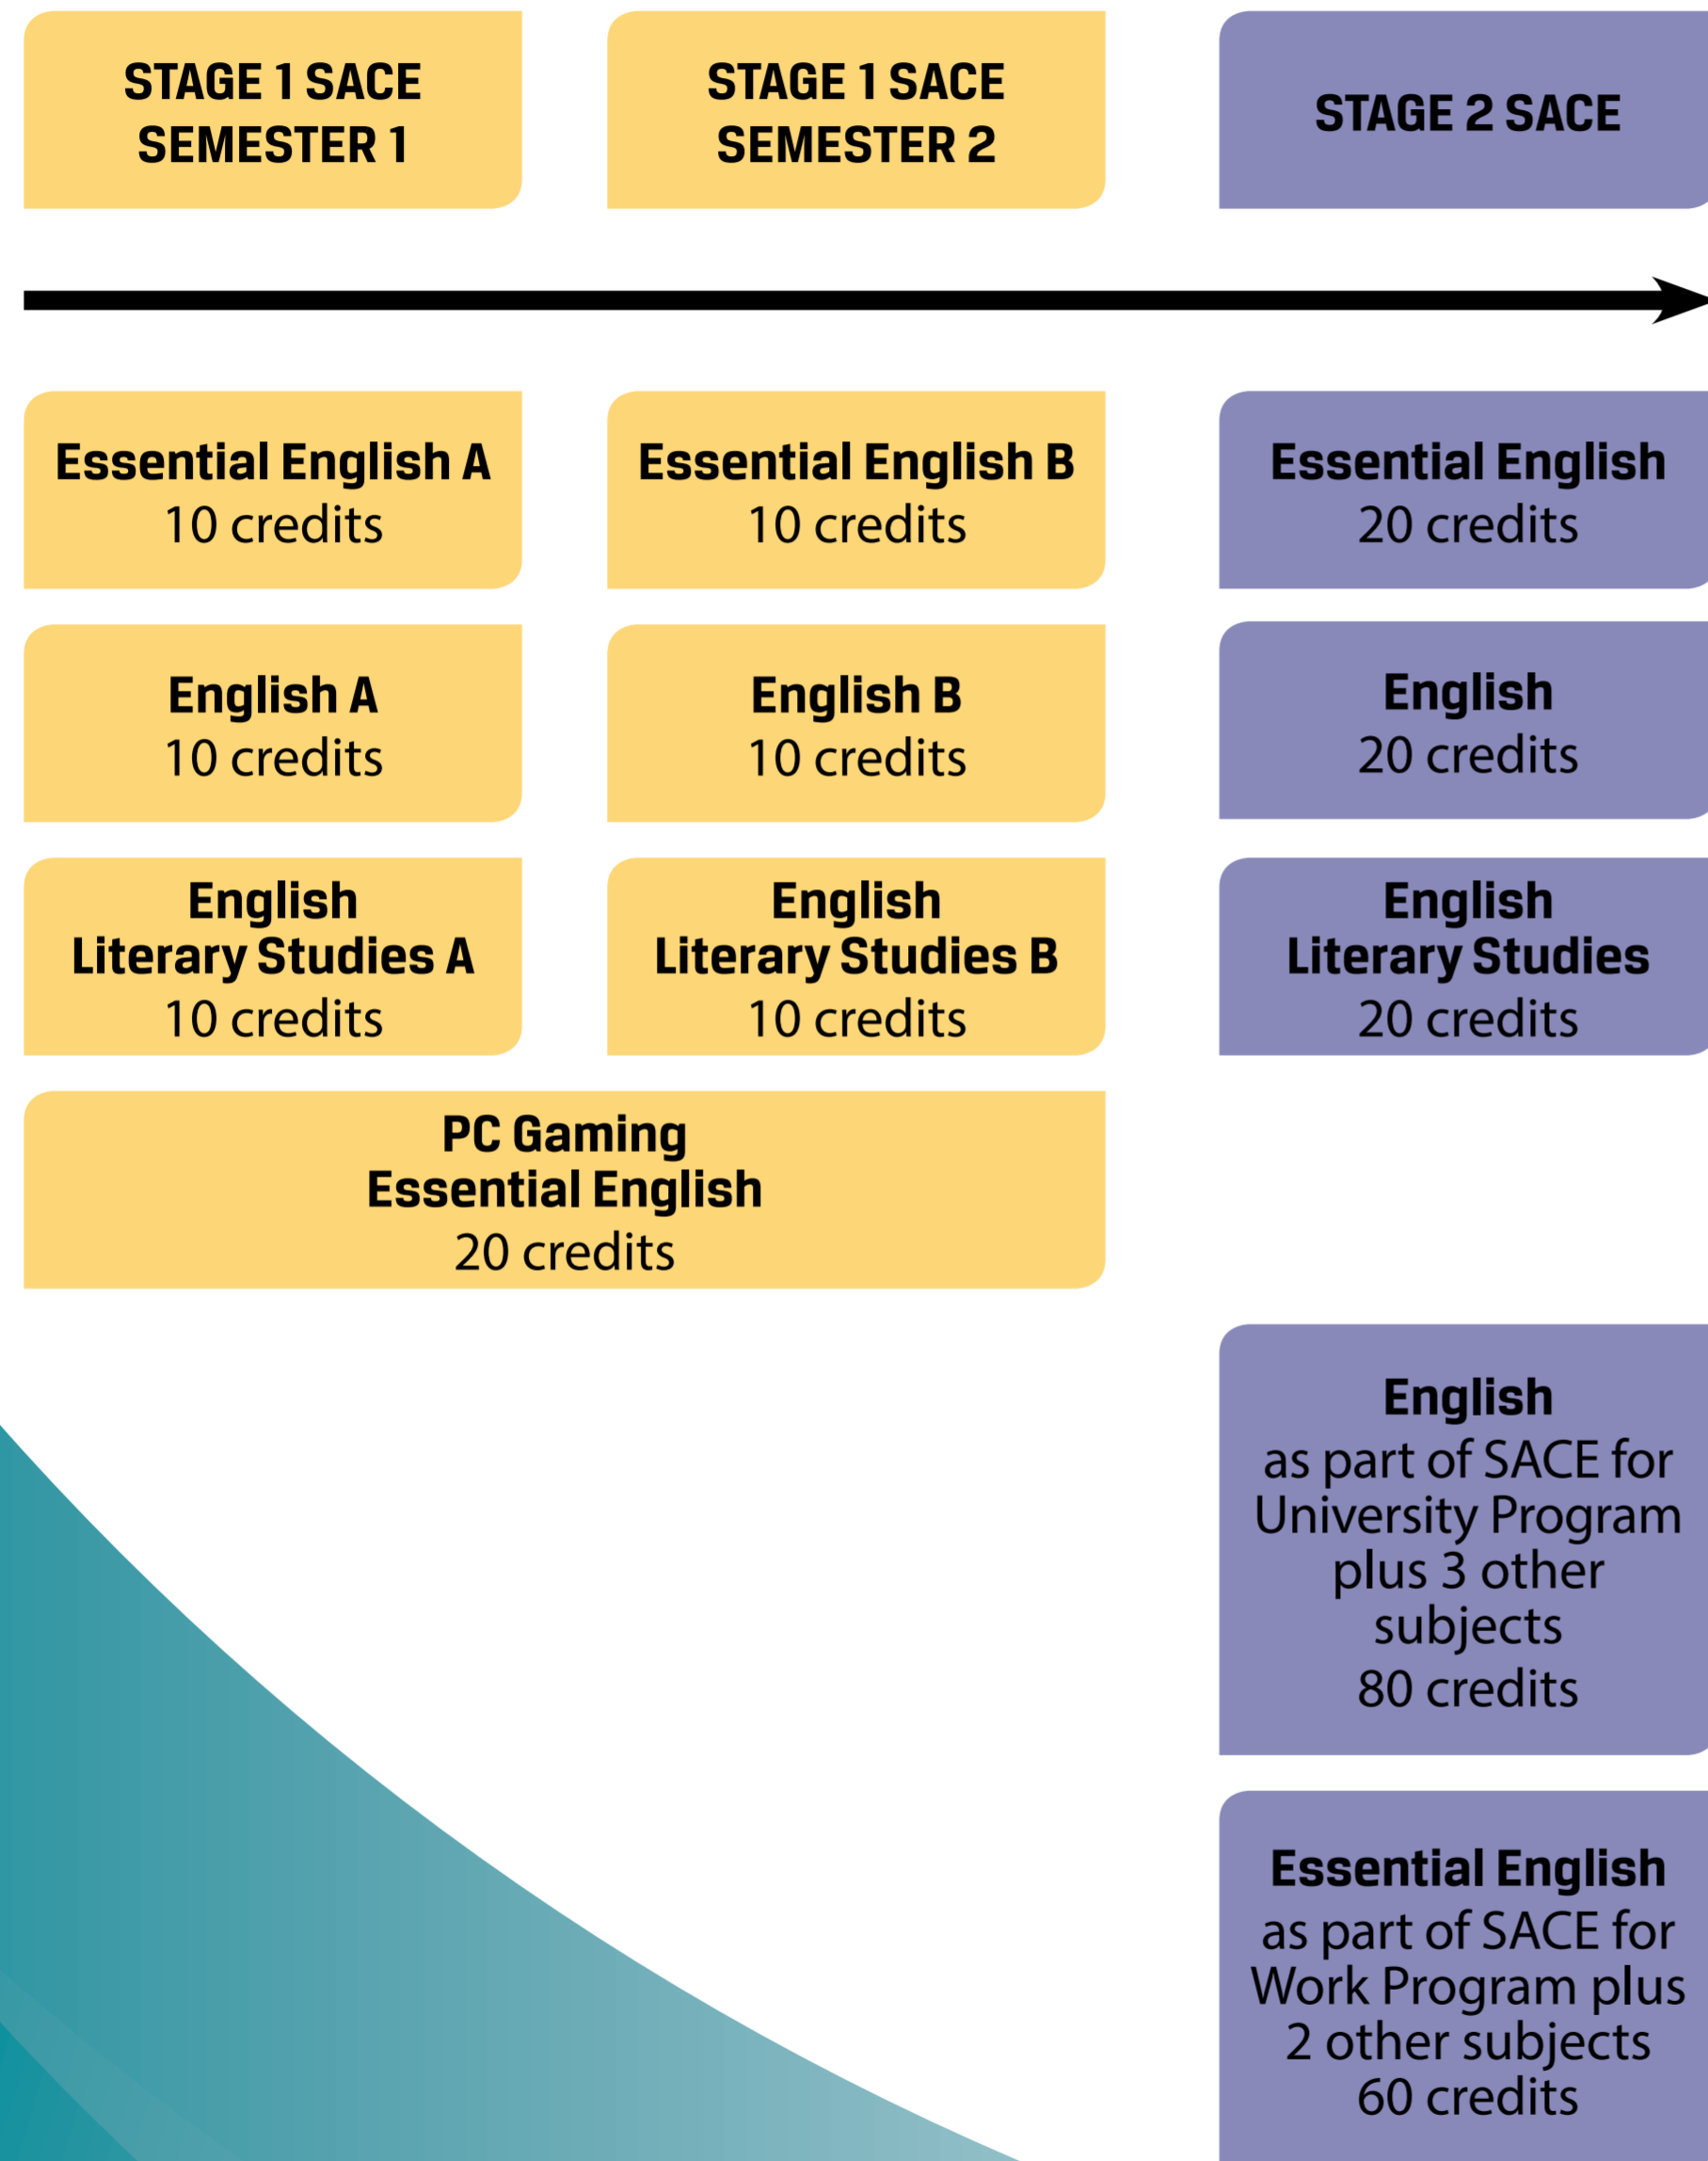 STAGE 1 SACE
SEMESTER 1
STAGE 1 SACE
SEMESTER 2
STAGE 2 SACE
Essential English A
10 credits
Essential English B
10 credits
Essential English
20 credits
English A
10 credits
English B
10 credits
English
20 credits
English
Literary Studies A
10 credits
English
Literary Studies B
10 credits
English
Literary Studies
20 credits
PC Gaming
Essential English
20 credits
English
as part of SACE for
University Program
plus 3 other
subjects
80 credits
Essential English
as part of SACE for
Work Program plus
2 other subjects
60 credits